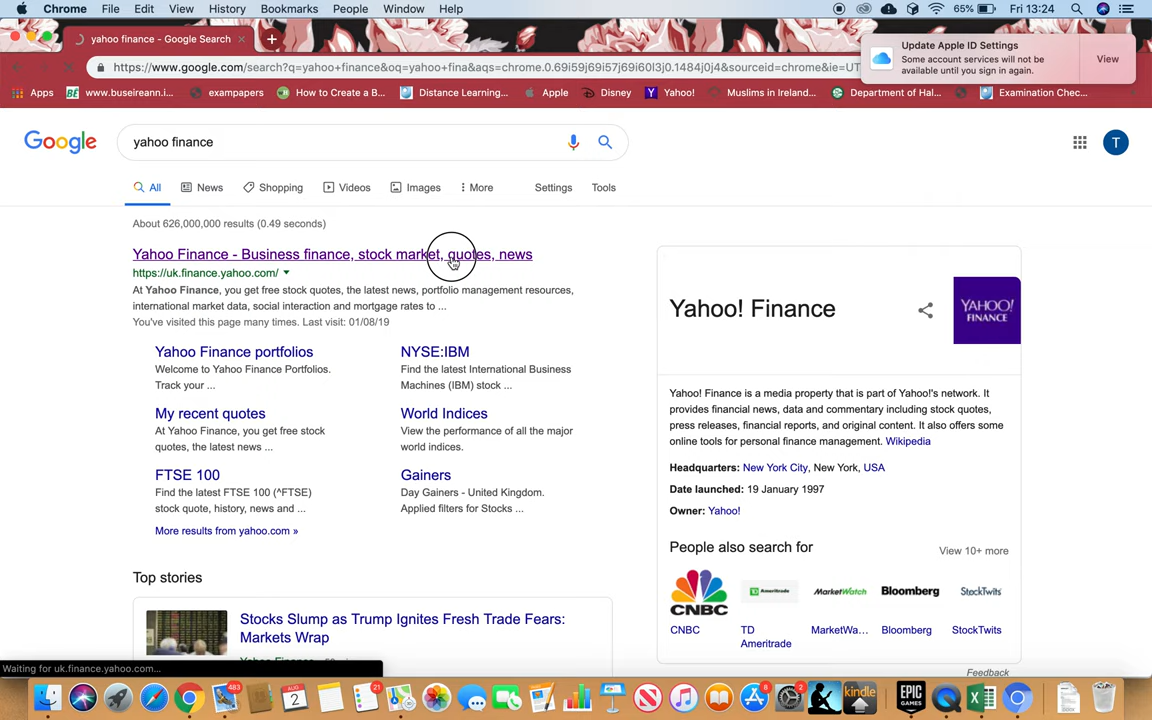 Chrome File Edit View History Bookmarks People Window Help 65% Fri 13:24
yahoo finance - Google Search
Update Apple ID Settings
Some account services will not be
available until you sign in again.
View
https://www.google.com/search?q=yahoo+finance&oq=yahoo+fina&aqs=chrome.0.69i59j69i57j69i60l3j0.1484j0j4&sourceid=chrome&ie=UT
Apps www.buseireann.i... exampapers How to Create a B... Distance Learning... Apple Disney Yahoo! Muslims in Ireland... Department of Hal... Examination Chec...
Google yahoo finance T
All News Shopping Videos Images More Settings Tools
About 626,000,000 results (0.49 seconds)
Yahoo Finance - Business finance, stock market, quotes, news
https://uk.finance.yahoo.com/
At Yahoo Finance, you get free stock quotes, the latest news, portfolio management resources,
international market data, social interaction and mortgage rates to ...
You've visited this page many times. Last visit: 01/08/19
Yahoo Finance portfolios
Welcome to Yahoo Finance Portfolios.
Track your ...
NYSE:IBM
Find the latest International Business
Machines (IBM) stock ...
My recent quotes
At Yahoo Finance, you get free stock
quotes, the latest news ...
World Indices
View the performance of all the major
world indices.
FTSE 100
Find the latest FTSE 100 (^FTSE)
stock quote, history, news and ...
Gainers
Day Gainers - United Kingdom.
Applied filters for Stocks ...
More results from yahoo.com »
Top stories
Stocks Slump as Trump Ignites Fresh Trade Fears:
Markets Wrap
Yahoo! Finance
YAHOO!
FINANCE
Yahoo! Finance is a media property that is part of Yahoo!'s network. It
provides financial news, data and commentary including stock quotes,
press releases, financial reports, and original content. It also offers some
online tools for personal finance management. Wikipedia
Headquarters: New York City, New York, USA
Date launched: 19 January 1997
Owner: Yahoo!
People also search for
View 10+ more
CNBC Ameritrade MarketWatch Bloomberg StockTwits
CNBC TD
Ameritrade MarketWa... Bloomberg StockTwits
Feedback
Waiting for uk.finance.yahoo.com...
483 AUG 2 21 8 2 kindle EPIC
GAMES